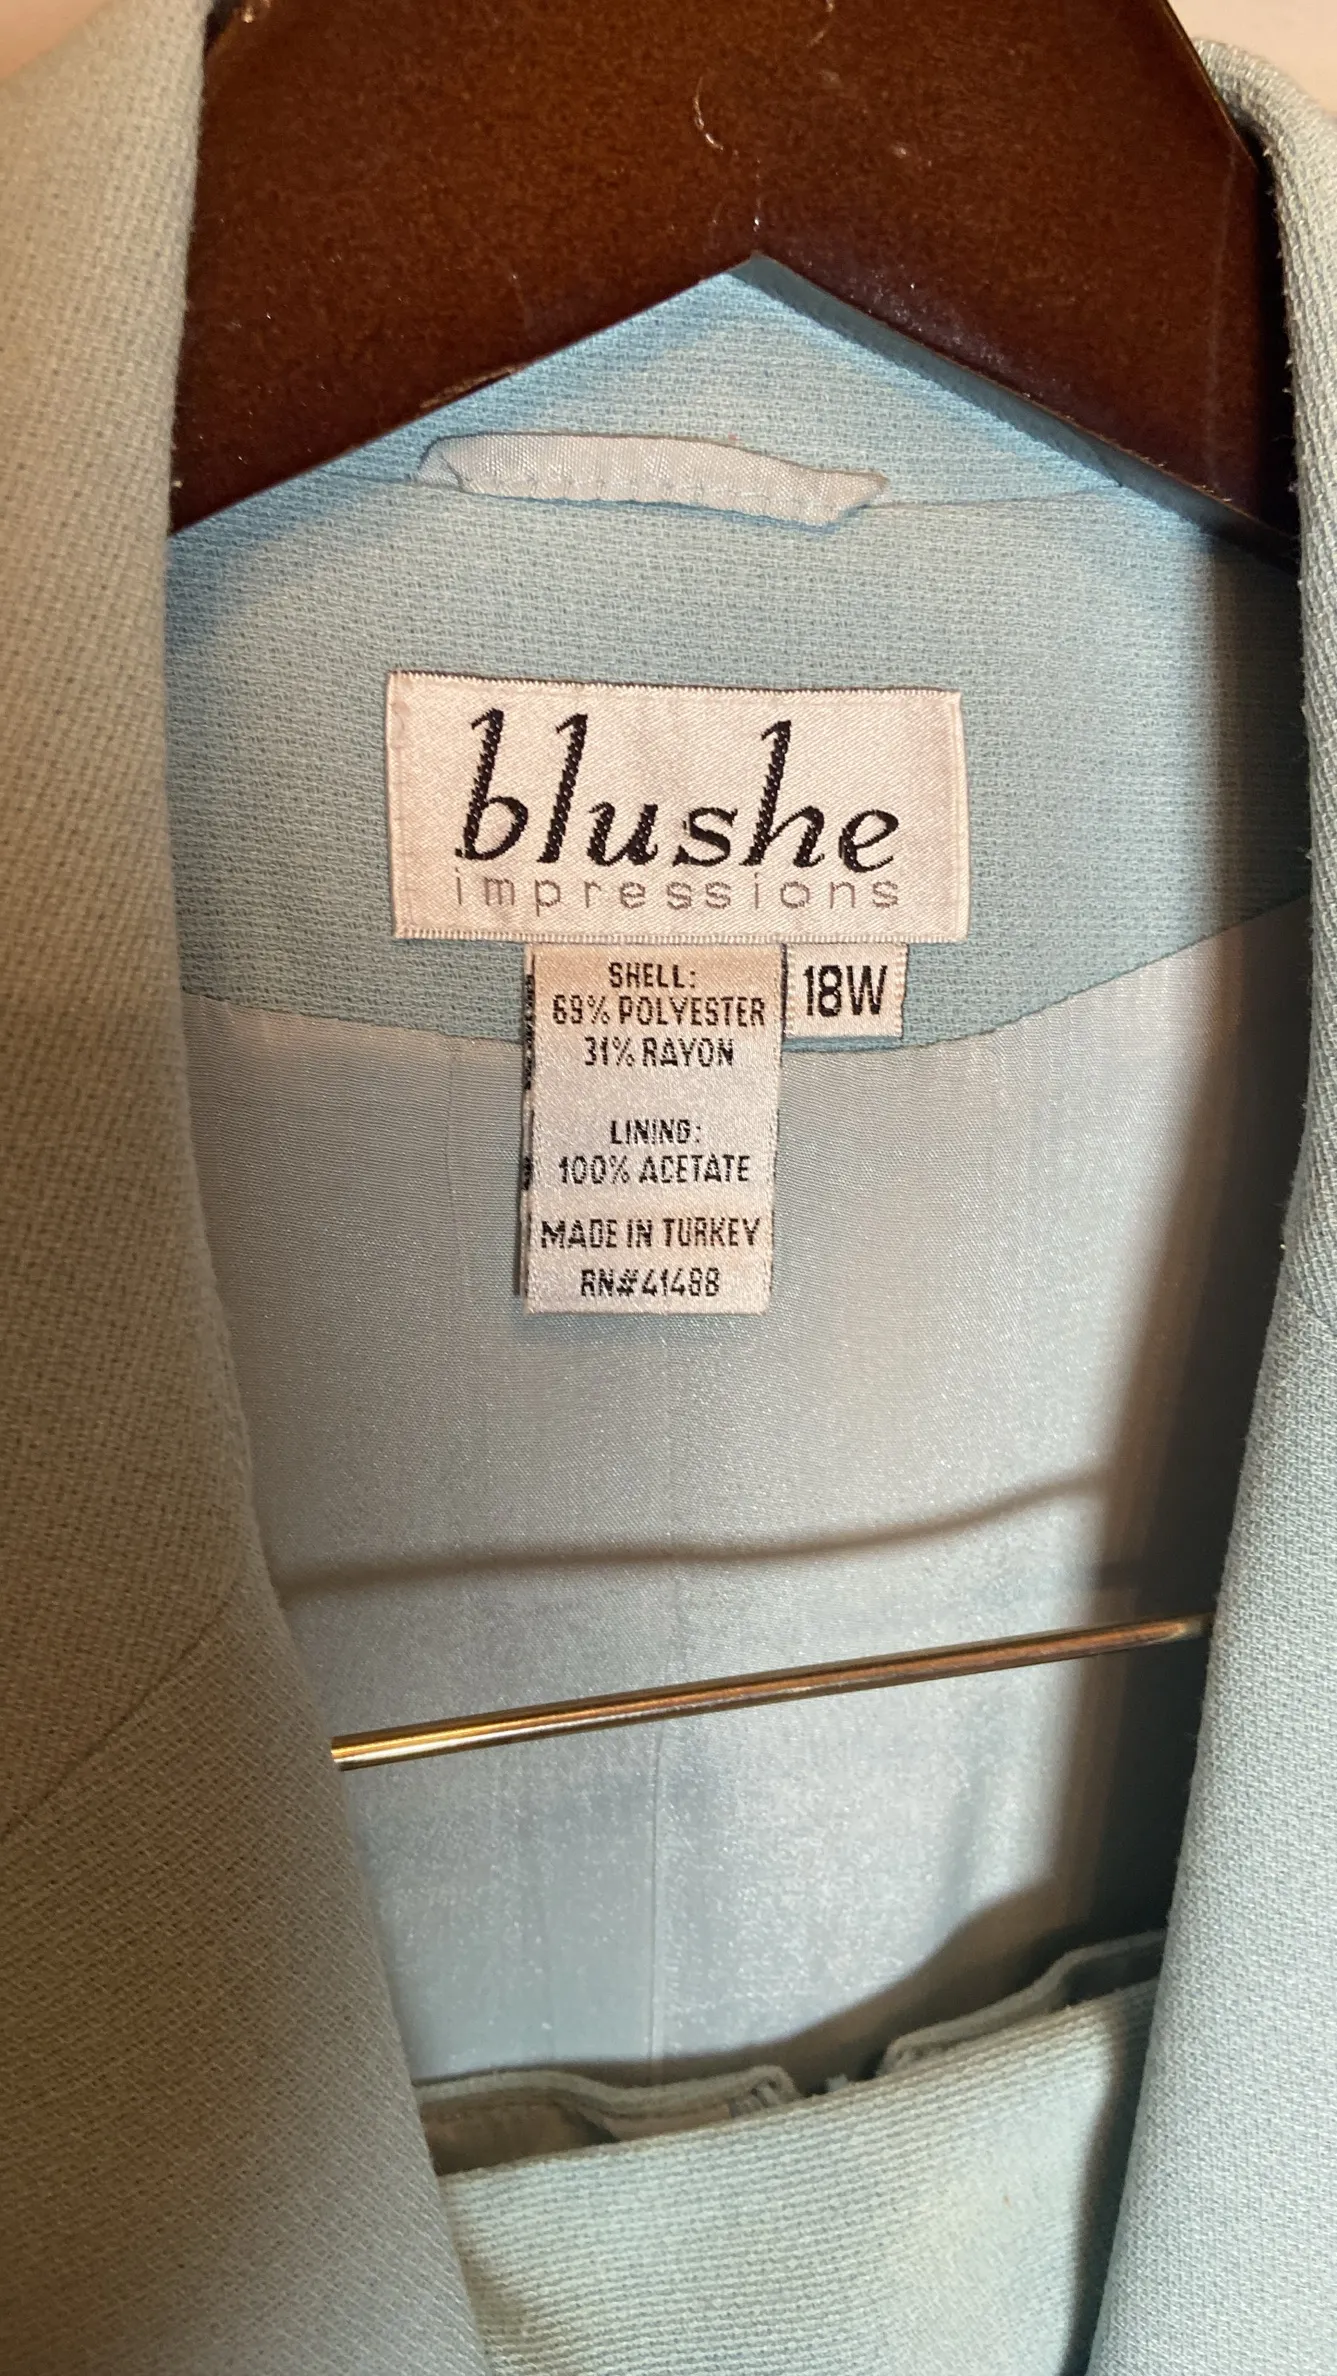 blushe
impressions
SHELL:
69% POLYESTER
31% RAYON
LINING:
100% ACETATE
MADE IN TURKEY
RN#41488
18W